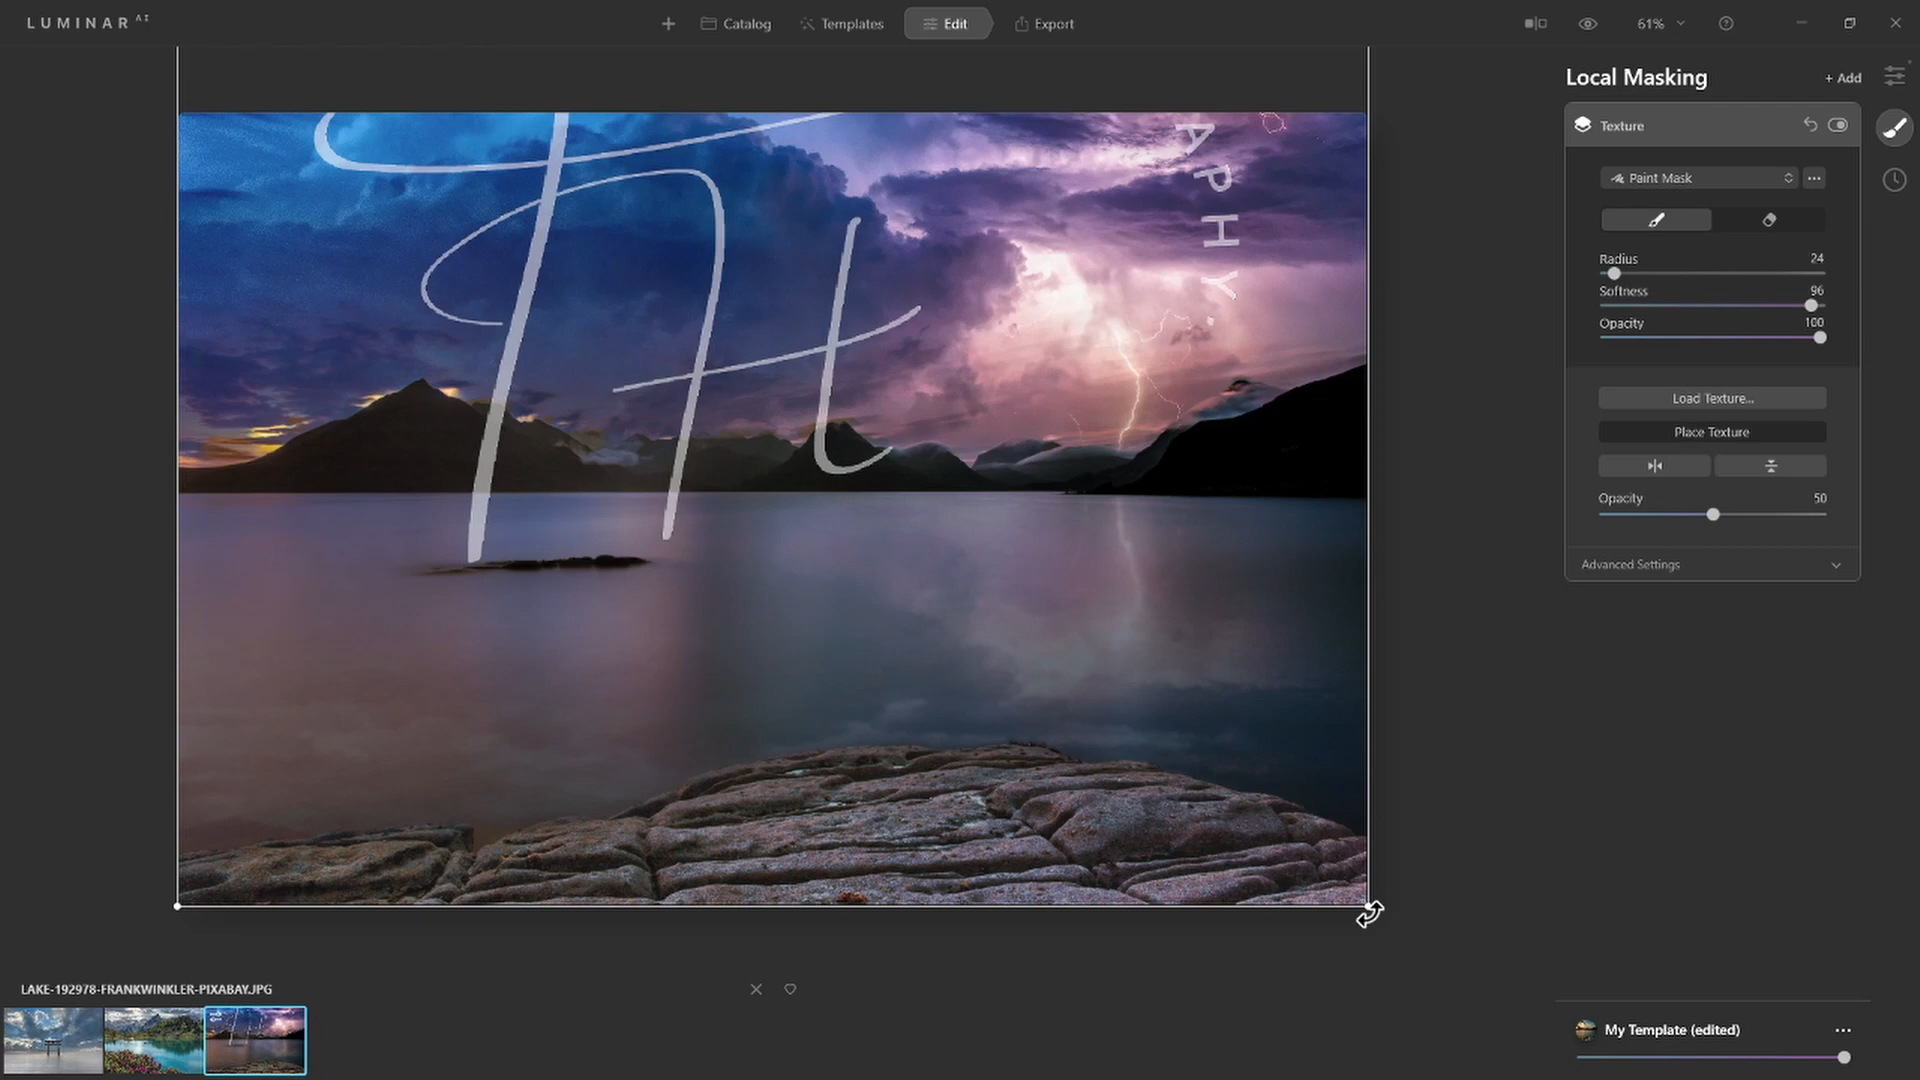 LUMINAR AI
Catalog
Templates
Edit
Export
61%
Local Masking
+ Add
Texture
Paint Mask
Radius 24
Softness 96
Opacity 100
Load Texture...
Place Texture
Opacity 50
Advanced Settings
APHY.
LAKE-192978-FRANKWINKLER-PIXABAY.JPG
My Template (edited)